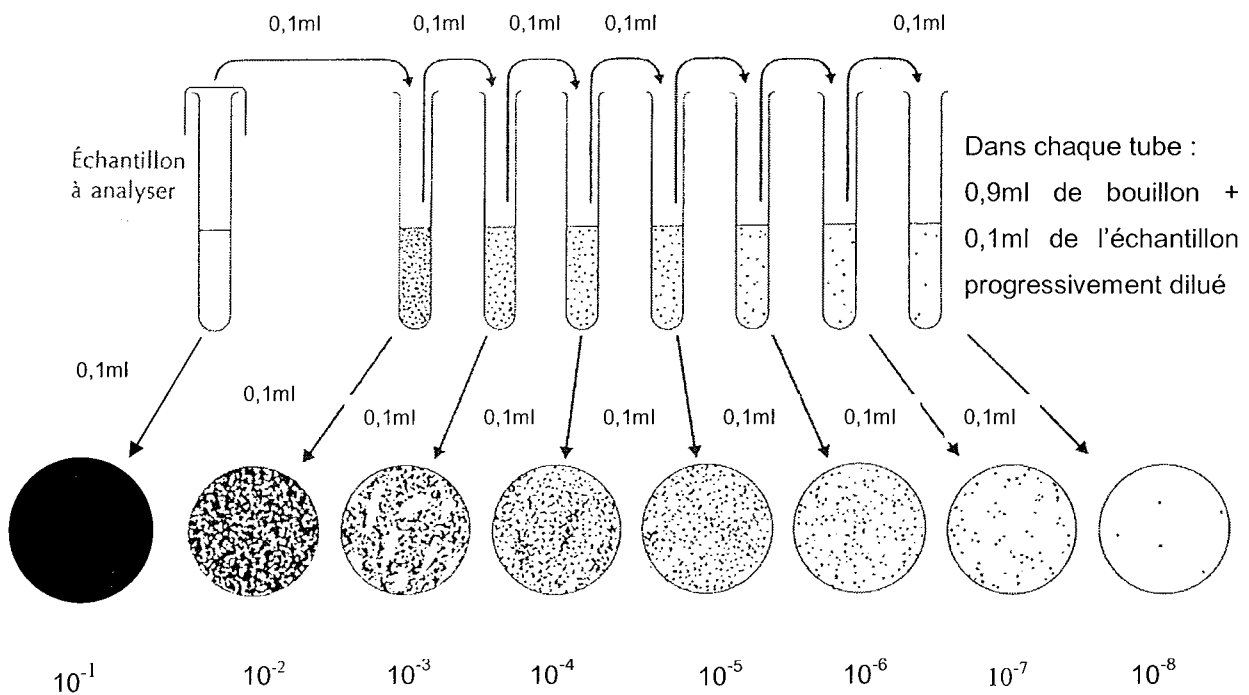 0,1ml 0,1ml 0,1ml 0,1ml 0,1ml
Échantillon
à analyser
Dans chaque tube :
0,9ml de bouillon +
0,1ml de l'échantillon
progressivement dilué
0,1ml
0,1ml
0,1ml 0,1ml 0,1ml 0,1ml 0,1ml 0,1ml
10⁻¹ 10⁻² 10⁻³ 10⁻⁴ 10⁻⁵ 10⁻⁶ 10⁻⁷ 10⁻⁸